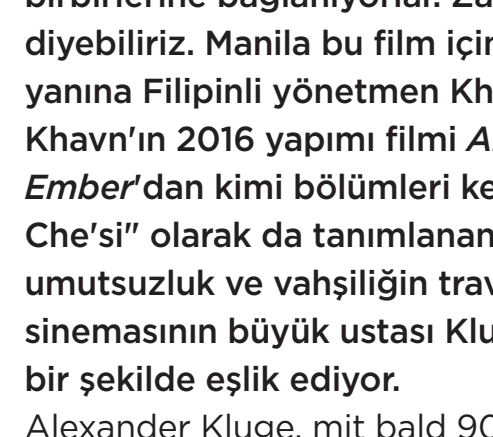 birbirlerine bağlanıyorlar. Za
diyebiliriz. Manila bu film için
yanına Filipinli yönetmen Kh
Khavn'ın 2016 yapımı filmi A
Ember'dan kimi bölümleri ke
Che'si" olarak da tanımlanan
umutsuzluk ve vahşiliğin trav
sinemasının büyük ustası Klu
bir şekilde eşlik ediyor.
Alexander Kluge, mit bald 90